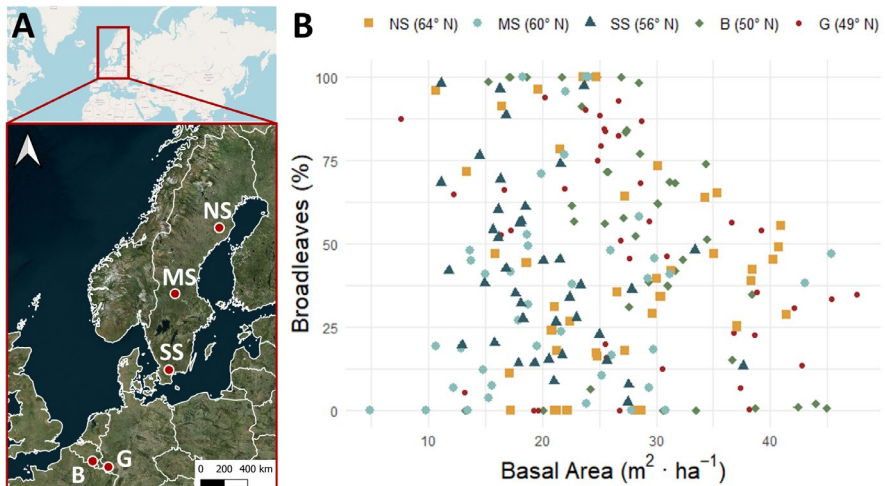 A
NS
MS
SS
B
G
0 200 400 km
B
NS (64° N) MS (60° N) SS (56° N) B (50° N) G (49° N)
100
75
50
25
0
Broadleaves (%)
10 20 30 40
Basal Area (m² · ha⁻¹)